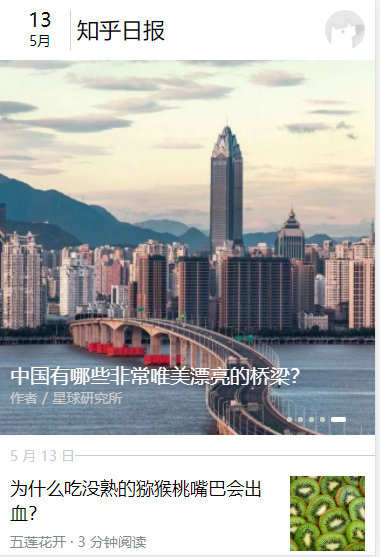 13
5月
知乎日报
中国有哪些非常唯美漂亮的桥梁？
作者 / 星球研究所
5 月 13 日
为什么吃没熟的猕猴桃嘴巴会出
血？
五莲花开 · 3 分钟阅读